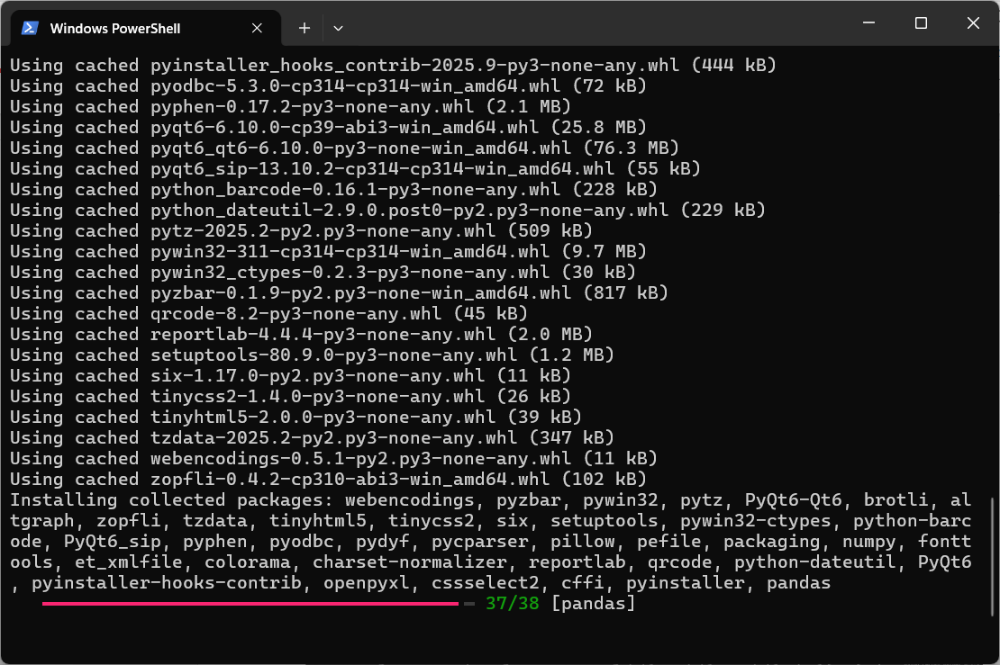 Windows PowerShell
Using cached pyinstaller_hooks_contrib-2025.9-py3-none-any.whl (444 kB)
Using cached pyodbc-5.3.0-cp314-cp314-win_amd64.whl (72 kB)
Using cached pyphen-0.17.2-py3-none-any.whl (2.1 MB)
Using cached pyqt6-6.10.0-cp39-abi3-win_amd64.whl (25.8 MB)
Using cached pyqt6_qt6-6.10.0-py3-none-win_amd64.whl (76.3 MB)
Using cached pyqt6_sip-13.10.2-cp314-cp314-win_amd64.whl (55 kB)
Using cached python_barcode-0.16.1-py3-none-any.whl (228 kB)
Using cached python_dateutil-2.9.0.post0-py2.py3-none-any.whl (229 kB)
Using cached pytz-2025.2-py2.py3-none-any.whl (509 kB)
Using cached pywin32-311-cp314-cp314-win_amd64.whl (9.7 MB)
Using cached pywin32_ctypes-0.2.3-py3-none-any.whl (30 kB)
Using cached pyzbar-0.1.9-py2.py3-none-win_amd64.whl (817 kB)
Using cached qrcode-8.2-py3-none-any.whl (45 kB)
Using cached reportlab-4.4.4-py3-none-any.whl (2.0 MB)
Using cached setuptools-80.9.0-py3-none-any.whl (1.2 MB)
Using cached six-1.17.0-py2.py3-none-any.whl (11 kB)
Using cached tinycss2-1.4.0-py3-none-any.whl (26 kB)
Using cached tinyhtml5-2.0.0-py3-none-any.whl (39 kB)
Using cached tzdata-2025.2-py2.py3-none-any.whl (347 kB)
Using cached webencodings-0.5.1-py2.py3-none-any.whl (11 kB)
Using cached zopfli-0.4.2-cp310-abi3-win_amd64.whl (102 kB)
Installing collected packages: webencodings, pyzbar, pywin32, pytz, PyQt6-Qt6, brotli, al
tgraph, zopfli, tzdata, tinyhtml5, tinycss2, six, setuptools, pywin32-ctypes, python-barc
ode, PyQt6_sip, pyphen, pyodbc, pydyf, pycparser, pillow, pefile, packaging, numpy, fontt
ools, et_xmlfile, colorama, charset-normalizer, reportlab, qrcode, python-dateutil, PyQt6
, pyinstaller-hooks-contrib, openpyxl, cssselect2, cffi, pyinstaller, pandas
37/38 [pandas]